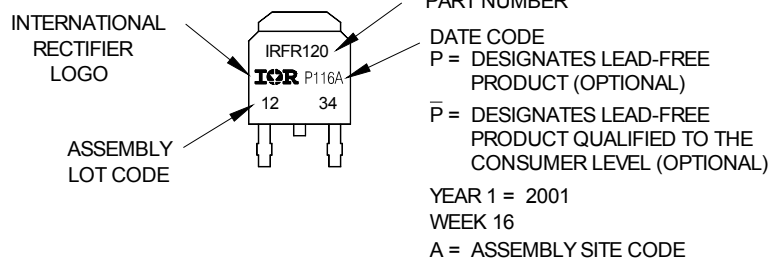 PART NUMBER
INTERNATIONAL
RECTIFIER
LOGO
IRFR120
IOR P116A
12 34
ASSEMBLY
LOT CODE
DATE CODE
P = DESIGNATES LEAD-FREE
PRODUCT (OPTIONAL)
P̅ = DESIGNATES LEAD-FREE
PRODUCT QUALIFIED TO THE
CONSUMER LEVEL (OPTIONAL)
YEAR 1 = 2001
WEEK 16
A = ASSEMBLY SITE CODE